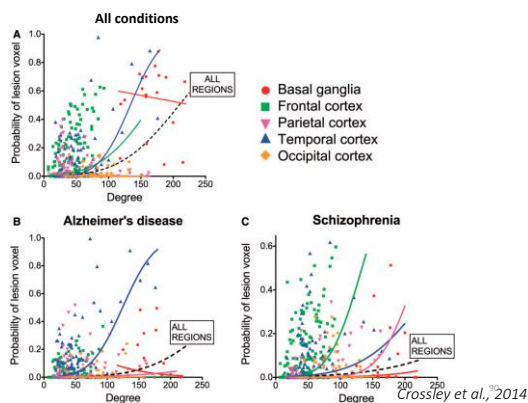 All conditions
A
Probability of lesion voxel
1.0
0.8
0.6
0.4
0.2
0.0
0
50
100
150
200
250
Degree
ALL
REGIONS
Basal ganglia
Frontal cortex
Parietal cortex
Temporal cortex
Occipital cortex
B
Alzheimer's disease
Probability of lesion voxel
1.0
0.8
0.6
0.4
0.2
0.0
0
50
100
150
200
250
Degree
ALL
REGIONS
C
Schizophrenia
Probability of lesion voxel
0.6
0.4
0.2
0.0
0
50
100
150
200
250
Degree
ALL
REGIONS
90
Crossley et al., 2014